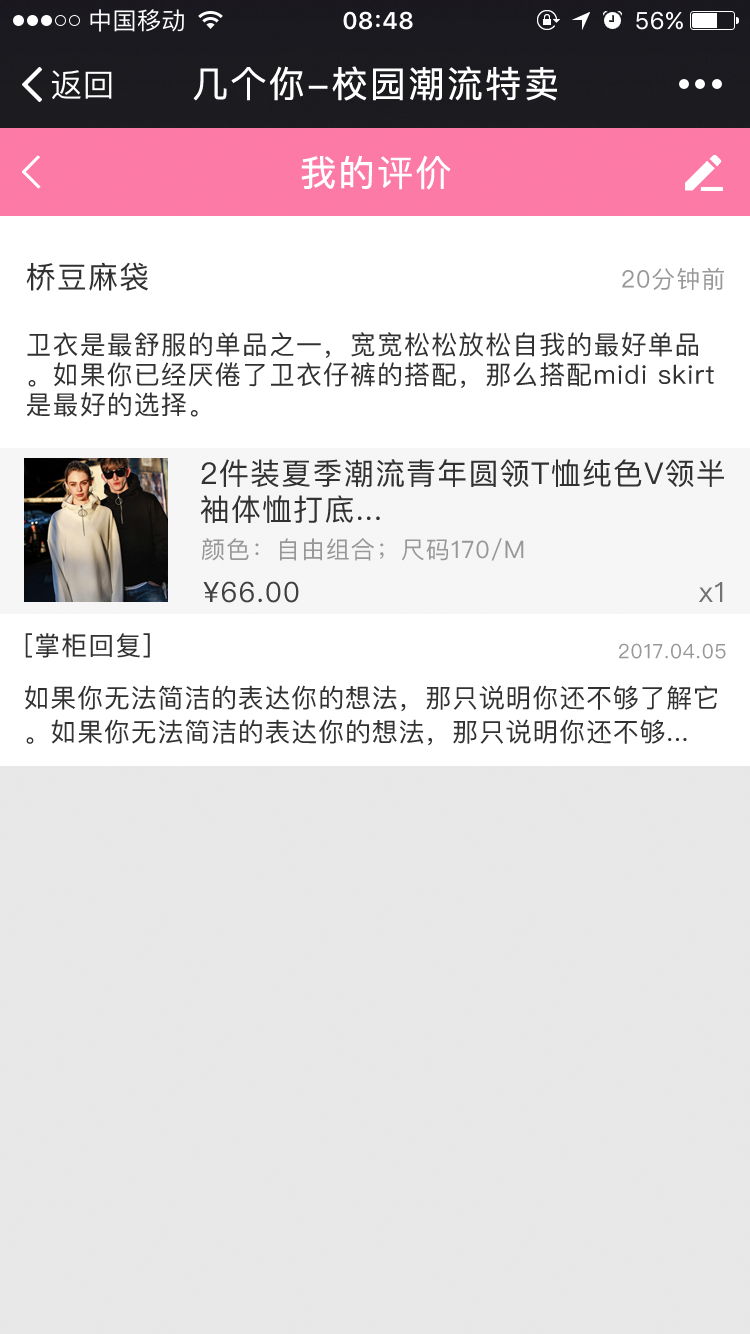 中国移动
08:48
56%
返回
几个你-校园潮流特卖
我的评价
桥豆麻袋
20分钟前
卫衣是最舒服的单品之一，宽宽松松放松自我的最好单品
。如果你已经厌倦了卫衣仔裤的搭配，那么搭配midi skirt
是最好的选择。
2件装夏季潮流青年圆领T恤纯色V领半
袖体恤打底...
颜色：自由组合；尺码170/M
¥66.00
x1
[掌柜回复]
2017.04.05
如果你无法简洁的表达你的想法，那只说明你还不够了解它
。如果你无法简洁的表达你的想法，那只说明你还不够...